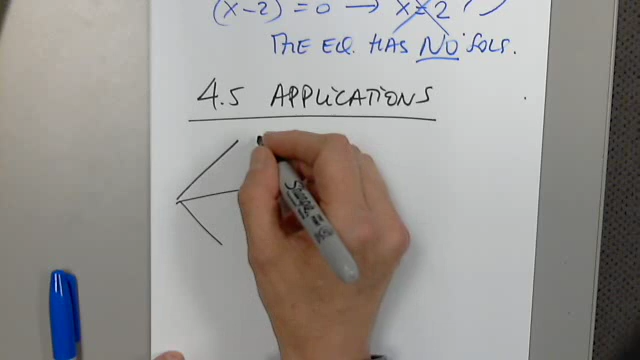 (x-2) = 0 → x = 2
THE EQ. HAS NO SOLS.
4.5 APPLICATIONS